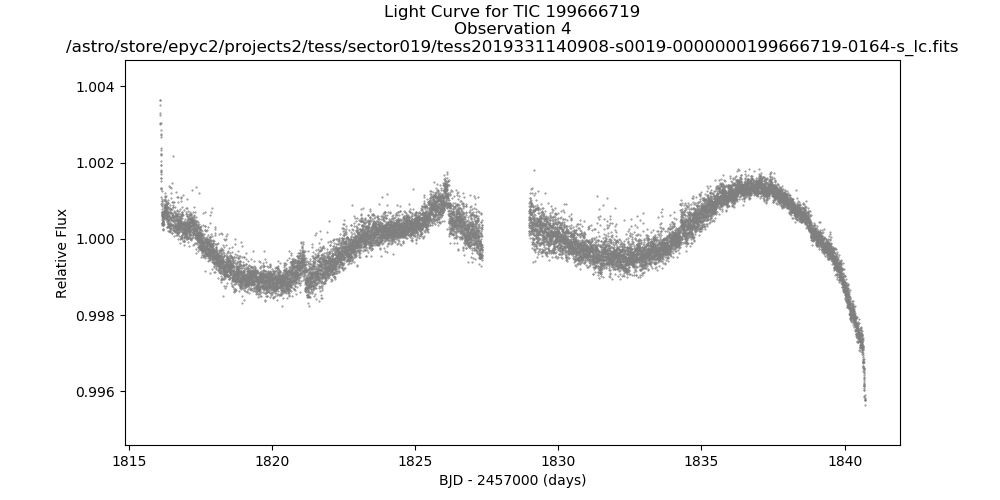 Light Curve for TIC 199666719
Observation 4
/astro/store/epyc2/projects2/tess/sector019/tess2019331140908-s0019-0000000199666719-0164-s_lc.fits
1.004
1.002
1.000
0.998
0.996
Relative Flux
1815
1820
1825
1830
1835
1840
BJD - 2457000 (days)